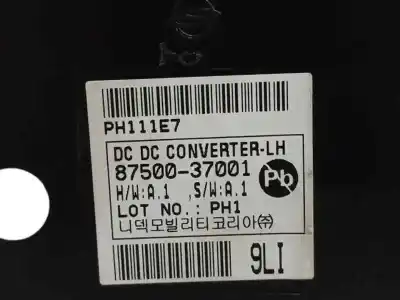 PH111E7
DC DC CONVERTER-LH
87500-37001
H/W:A.1 ,S/W:A.1
Pb
LOT NO.: PH1
니덱모빌리티코리아㈜
9LI